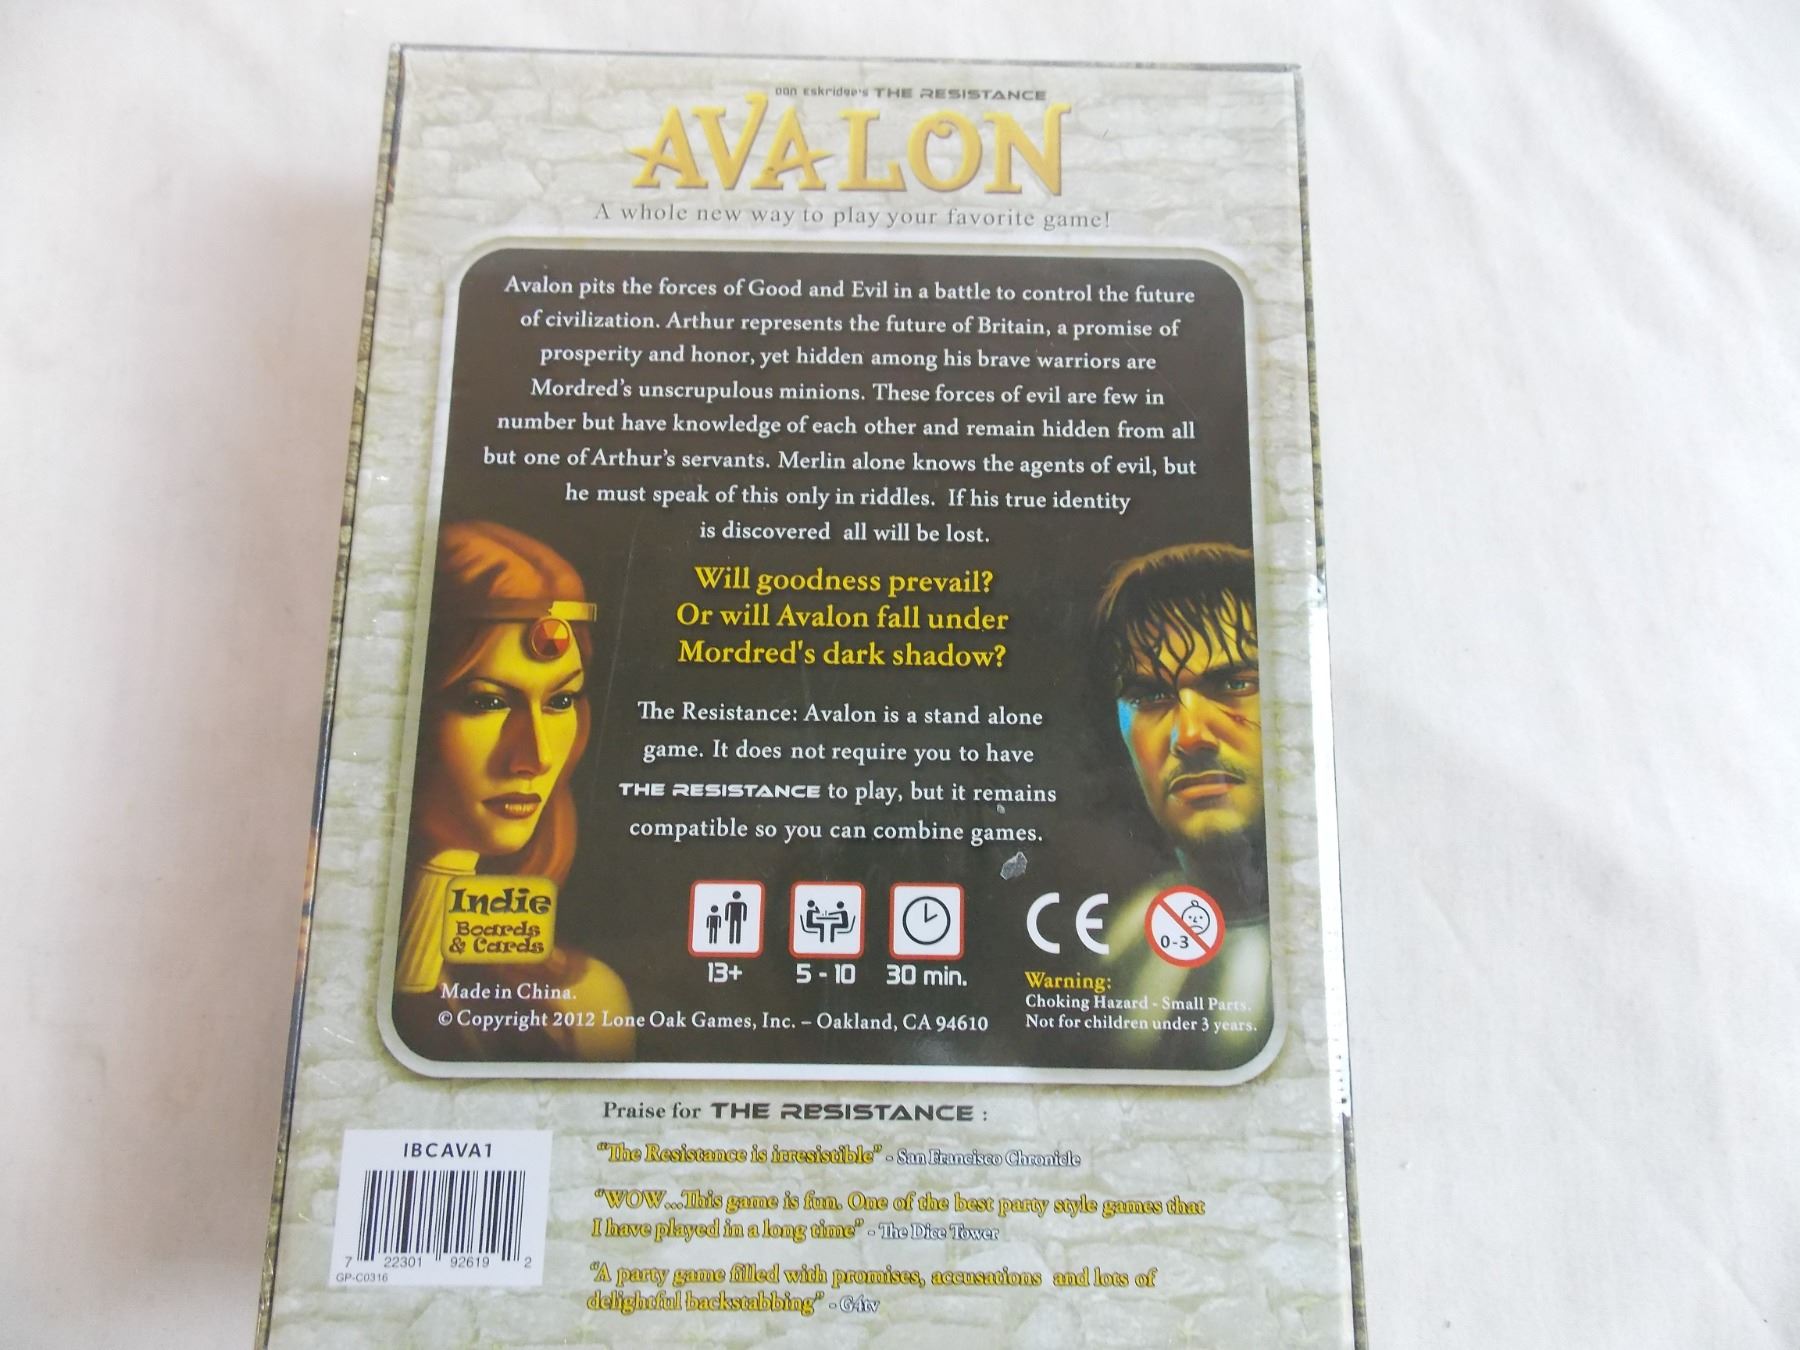 Don Eskridge's THE RESISTANCE
AVALON
A whole new way to play your favorite game!
Avalon pits the forces of Good and Evil in a battle to control the future
of civilization. Arthur represents the future of Britain, a promise of
prosperity and honor, yet hidden among his brave warriors are
Mordred's unscrupulous minions. These forces of evil are few in
number but have knowledge of each other and remain hidden from all
but one of Arthur's servants. Merlin alone knows the agents of evil, but
he must speak of this only in riddles. If his true identity
is discovered all will be lost.
Will goodness prevail?
Or will Avalon fall under
Mordred's dark shadow?
The Resistance: Avalon is a stand alone
game. It does not require you to have
THE RESISTANCE to play, but it remains
compatible so you can combine games.
Indie
Boards
& Cards
13+
5 - 10
30 min.
CE
0-3
Warning:
Choking Hazard - Small Parts.
Not for children under 3 years.
Made in China.
© Copyright 2012 Lone Oak Games, Inc. – Oakland, CA 94610
Praise for THE RESISTANCE :
"The Resistance is irresistible" - San Francisco Chronicle
"WOW...This game is fun. One of the best party style games that
I have played in a long time" - The Dice Tower
"A party game filled with promises, accusations and lots of
delightful backstabbing" - G4tv
IBCAVA1
7 22301 92619 2
GP-C0316